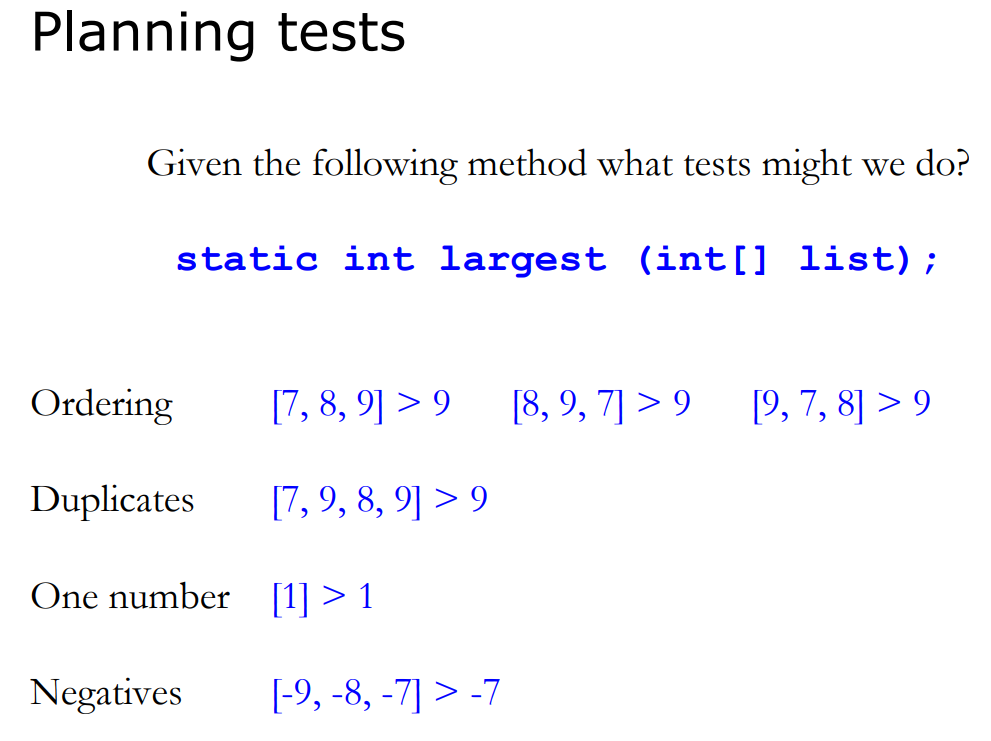 Planning tests
Given the following method what tests might we do?
static int largest (int[] list);
Ordering [7, 8, 9] > 9 [8, 9, 7] > 9 [9, 7, 8] > 9
Duplicates [7, 9, 8, 9] > 9
One number [1] > 1
Negatives [-9, -8, -7] > -7